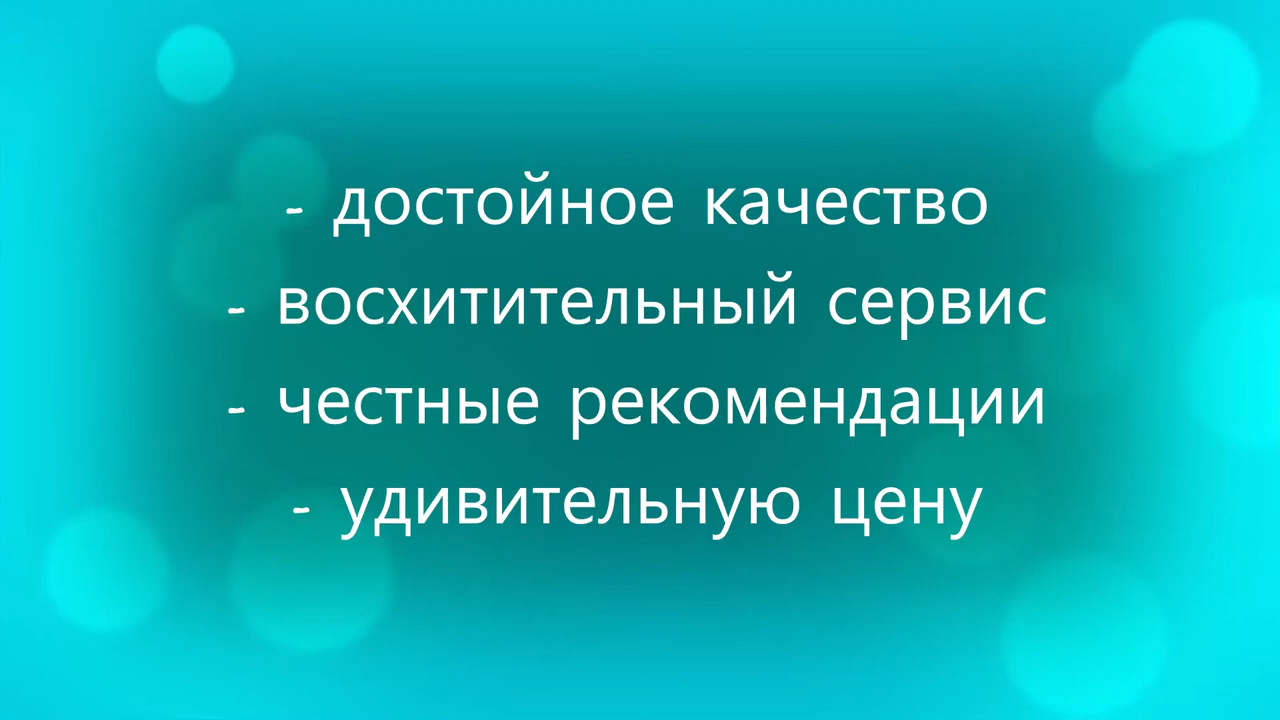 - достойное качество
- восхитительный сервис
- честные рекомендации
- удивительную цену